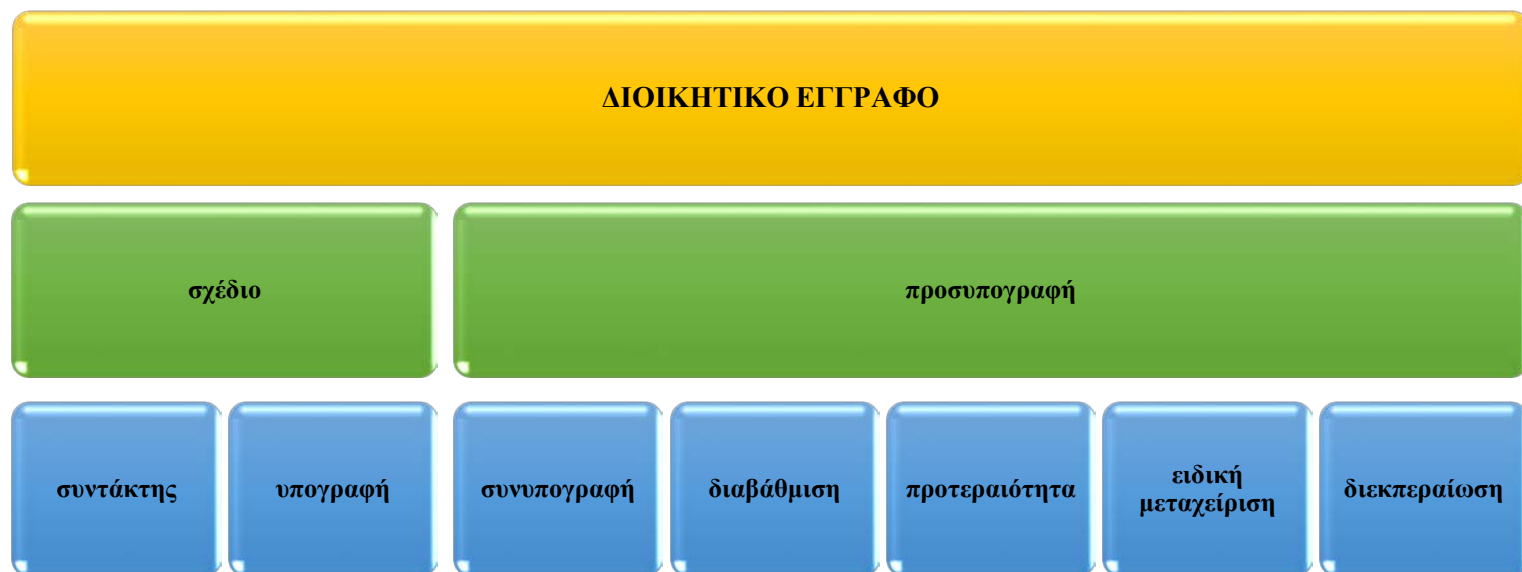 ΔΙΟΙΚΗΤΙΚΟ ΕΓΓΡΑΦΟ
σχέδιο
προσυπογραφή
συντάκτης
υπογραφή
συνυπογραφή
διαβάθμιση
προτεραιότητα
ειδική
μεταχείριση
διεκπεραίωση